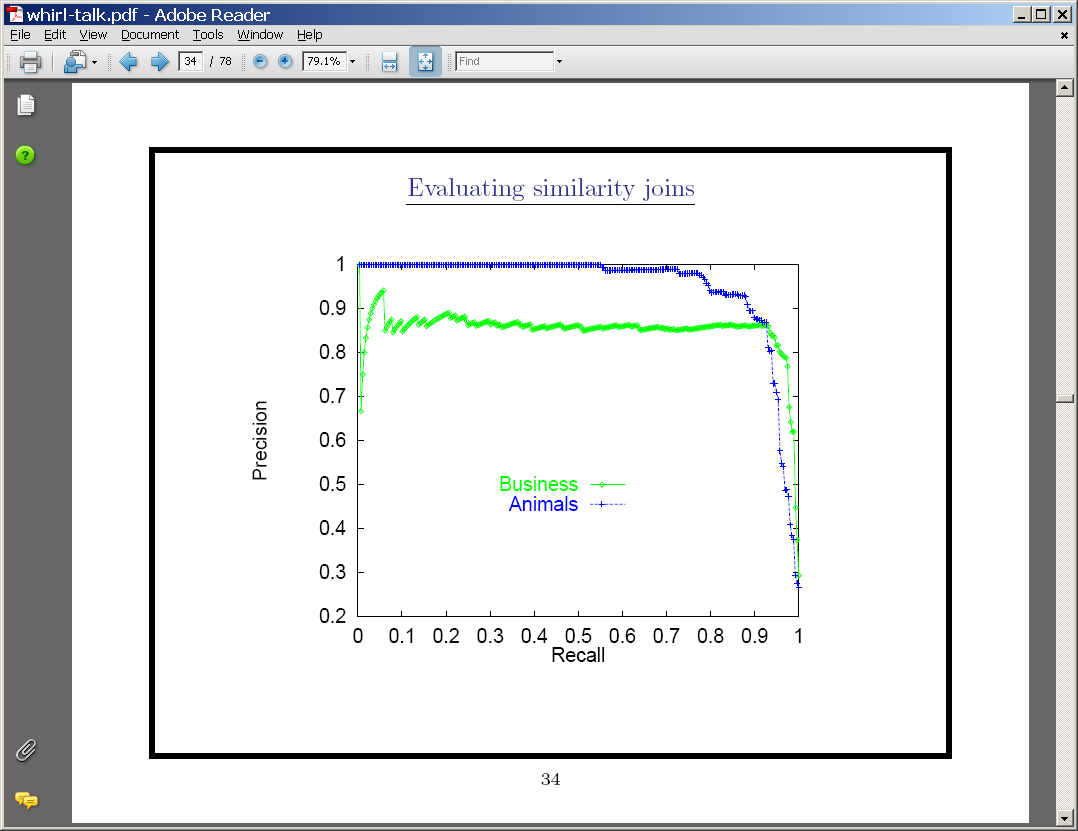 whirl-talk.pdf - Adobe Reader
File Edit View Document Tools Window Help
34 / 78 79.1% Find
Evaluating similarity joins
1
0.9
0.8
0.7
0.6
0.5
0.4
0.3
0.2
Precision
Business
Animals
0 0.1 0.2 0.3 0.4 0.5 0.6 0.7 0.8 0.9 1
Recall
34